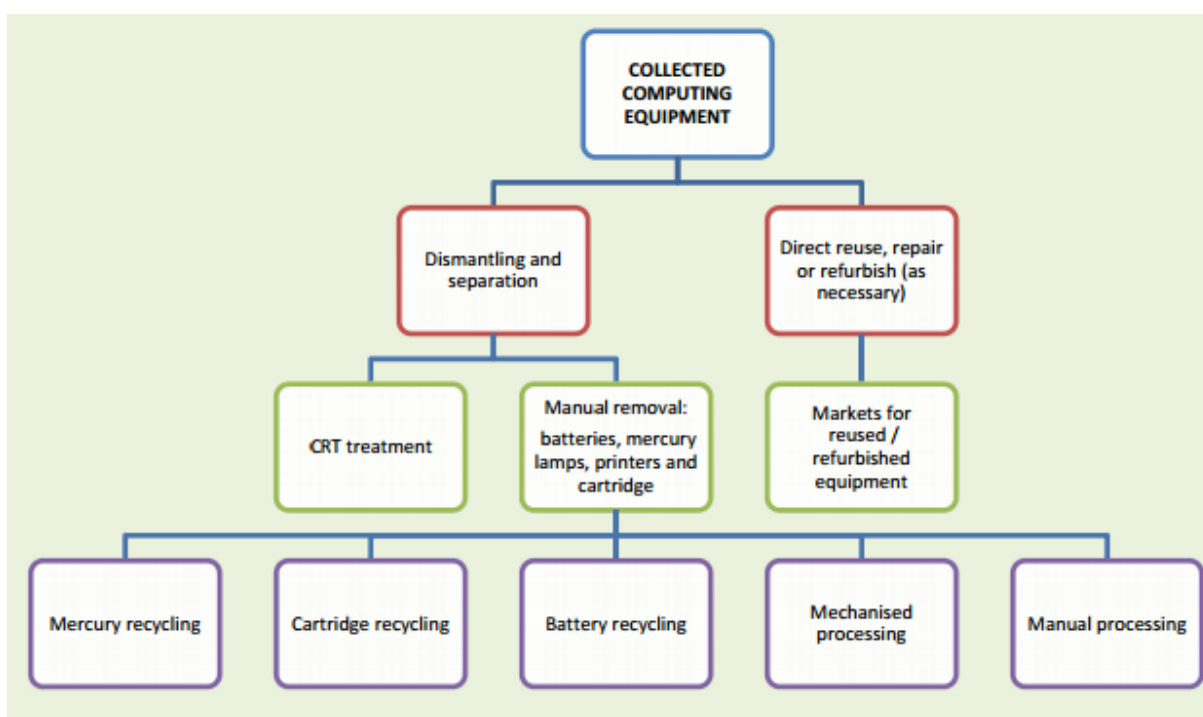 COLLECTED
COMPUTING
EQUIPMENT
Dismantling and
separation
Direct reuse, repair
or refurbish (as
necessary)
CRT treatment
Manual removal:
batteries, mercury
lamps, printers and
cartridge
Markets for
reused /
refurbished
equipment
Mercury recycling
Cartridge recycling
Battery recycling
Mechanised
processing
Manual processing